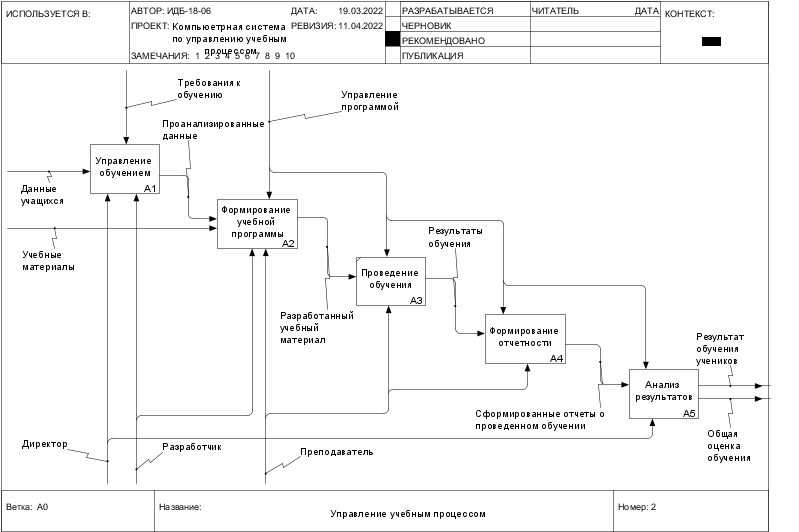 ИСПОЛЬЗУЕТСЯ В:
АВТОР: ИДБ-18-06
ДАТА: 19.03.2022
ПРОЕКТ: Компьюетрная система
по управлению учебным
процессом
РЕВИЗИЯ: 11.04.2022
ЗАМЕЧАНИЯ: 1 2 3 4 5 6 7 8 9 10
РАЗРАБАТЫВАЕТСЯ
ЧЕРНОВИК
РЕКОМЕНДОВАНО
ПУБЛИКАЦИЯ
ЧИТАТЕЛЬ ДАТА
КОНТЕКСТ:
Требования к
обучению
Управление
программой
Проанализированные
данные
Управление
обучением
A1
Данные
учащихся
Формирование
учебной
программы
A2
Учебные
материалы
Результаты
обучения
Проведение
обучения
A3
Разработанный
учебный
материал
Формирование
отчетности
A4
Результат
обучения
учеников
Анализ
результатов
A5
Сформированные отчеты о
проведенном обучении
Общая
оценка
обучения
Директор
Разработчик
Преподаватель
Ветка: A0
Название:
Управление учебным процессом
Номер: 2